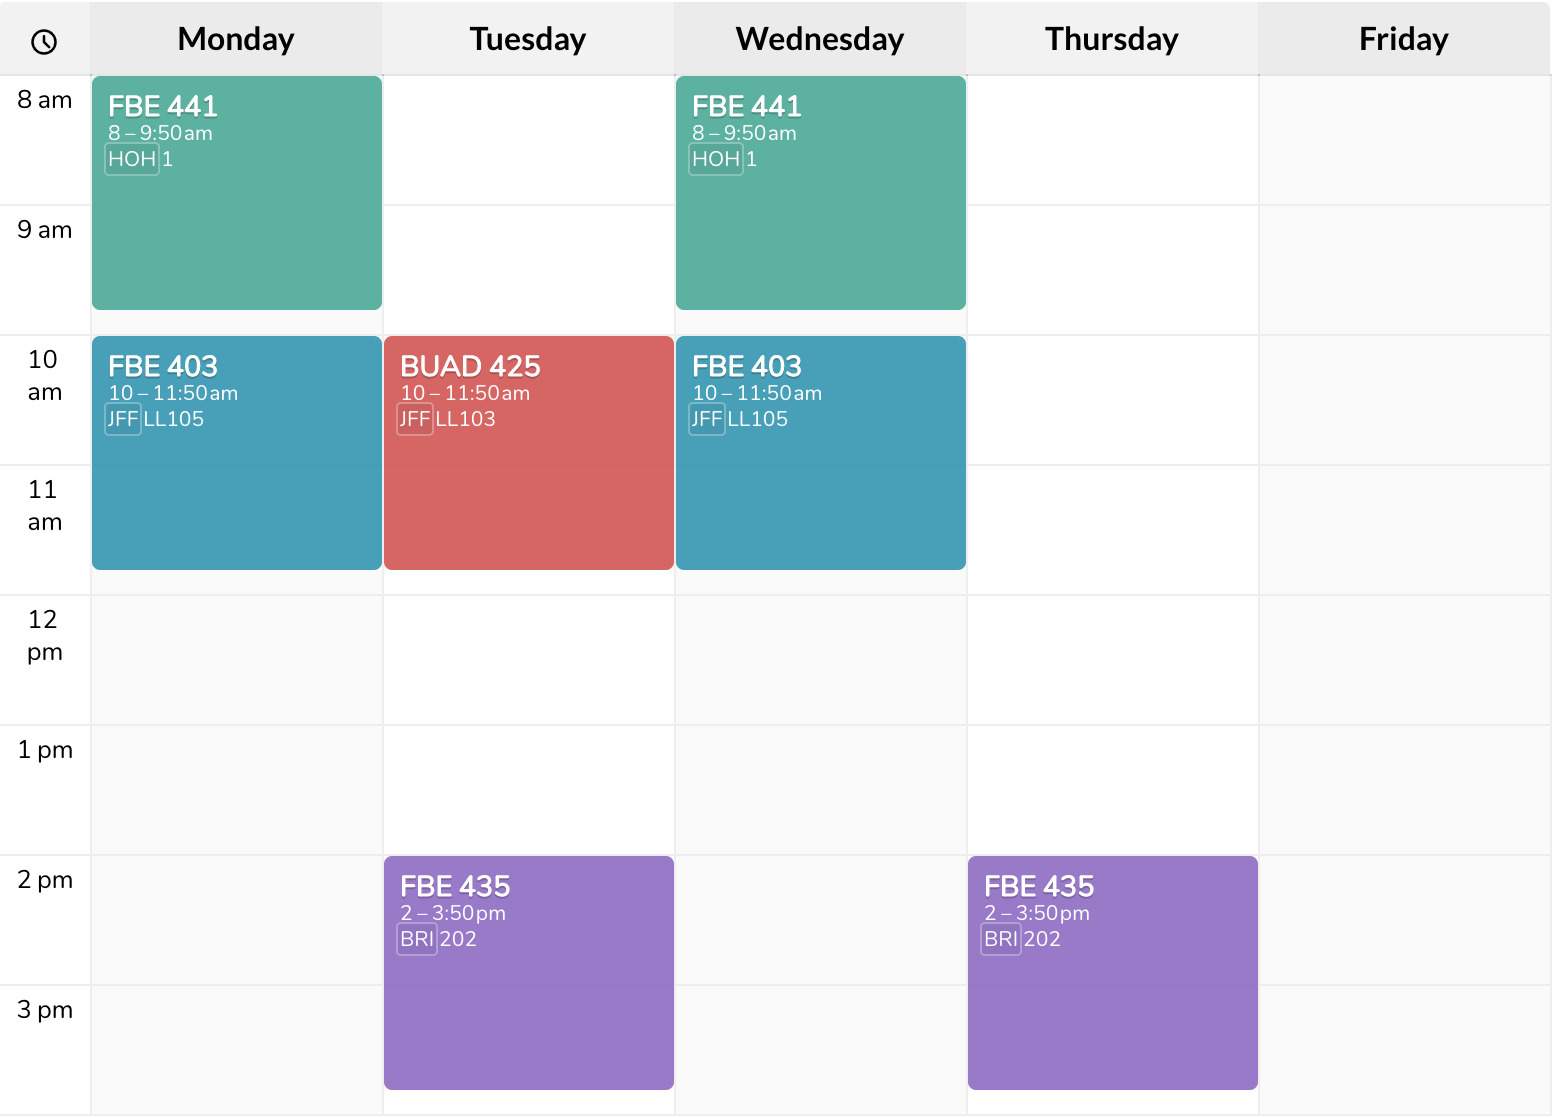 Monday Tuesday Wednesday Thursday Friday
8 am
FBE 441
8 – 9:50am
HOH 1
FBE 441
8 – 9:50am
HOH 1
9 am
10
am
FBE 403
10 – 11:50am
JFF LL105
BUAD 425
10 – 11:50am
JFF LL103
FBE 403
10 – 11:50am
JFF LL105
11
am
12
pm
1 pm
2 pm
FBE 435
2 – 3:50pm
BRI 202
FBE 435
2 – 3:50pm
BRI 202
3 pm